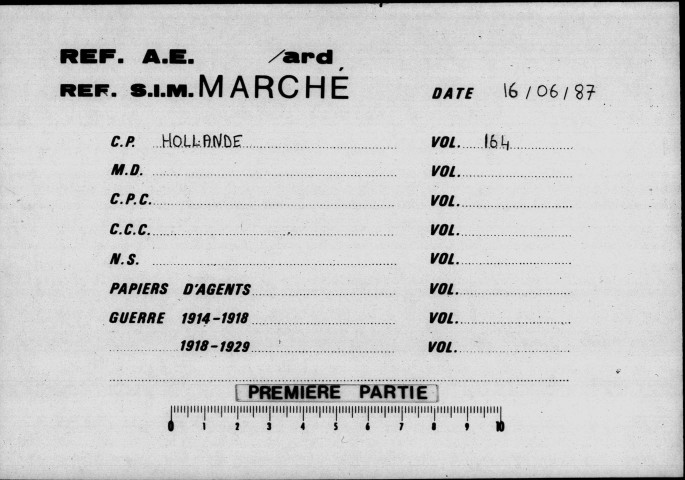 REF. A.E. /ard
REF. S.I.M. MARCHÉ DATE 16/06/87
C.P. HOLLANDE VOL. 164
M.D. VOL.
C.P.C. VOL.
C.C.C. VOL.
N.S. VOL.
PAPIERS D'AGENTS VOL.
GUERRE 1914-1918 VOL.
1918-1929 VOL.
PREMIERE PARTIE
0 1 2 3 4 5 6 7 8 9 10